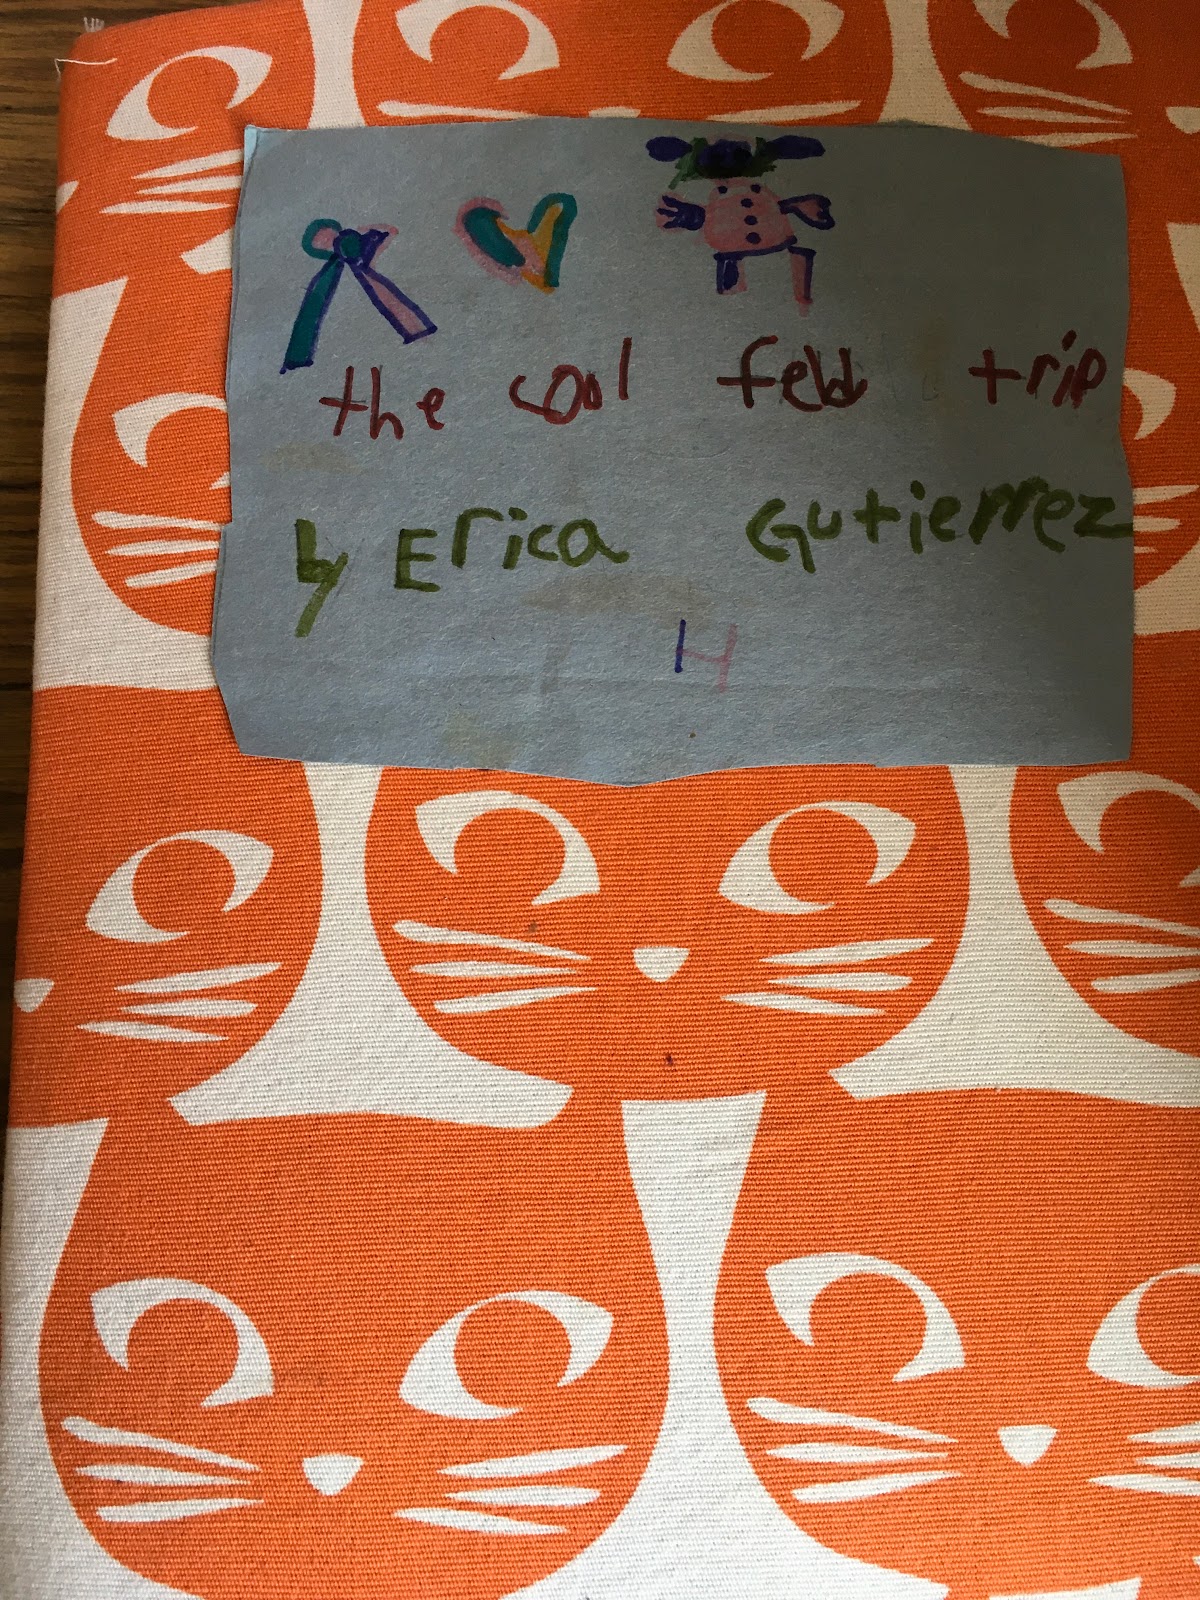 the cool feld trip
by Erica Gutierrez
H